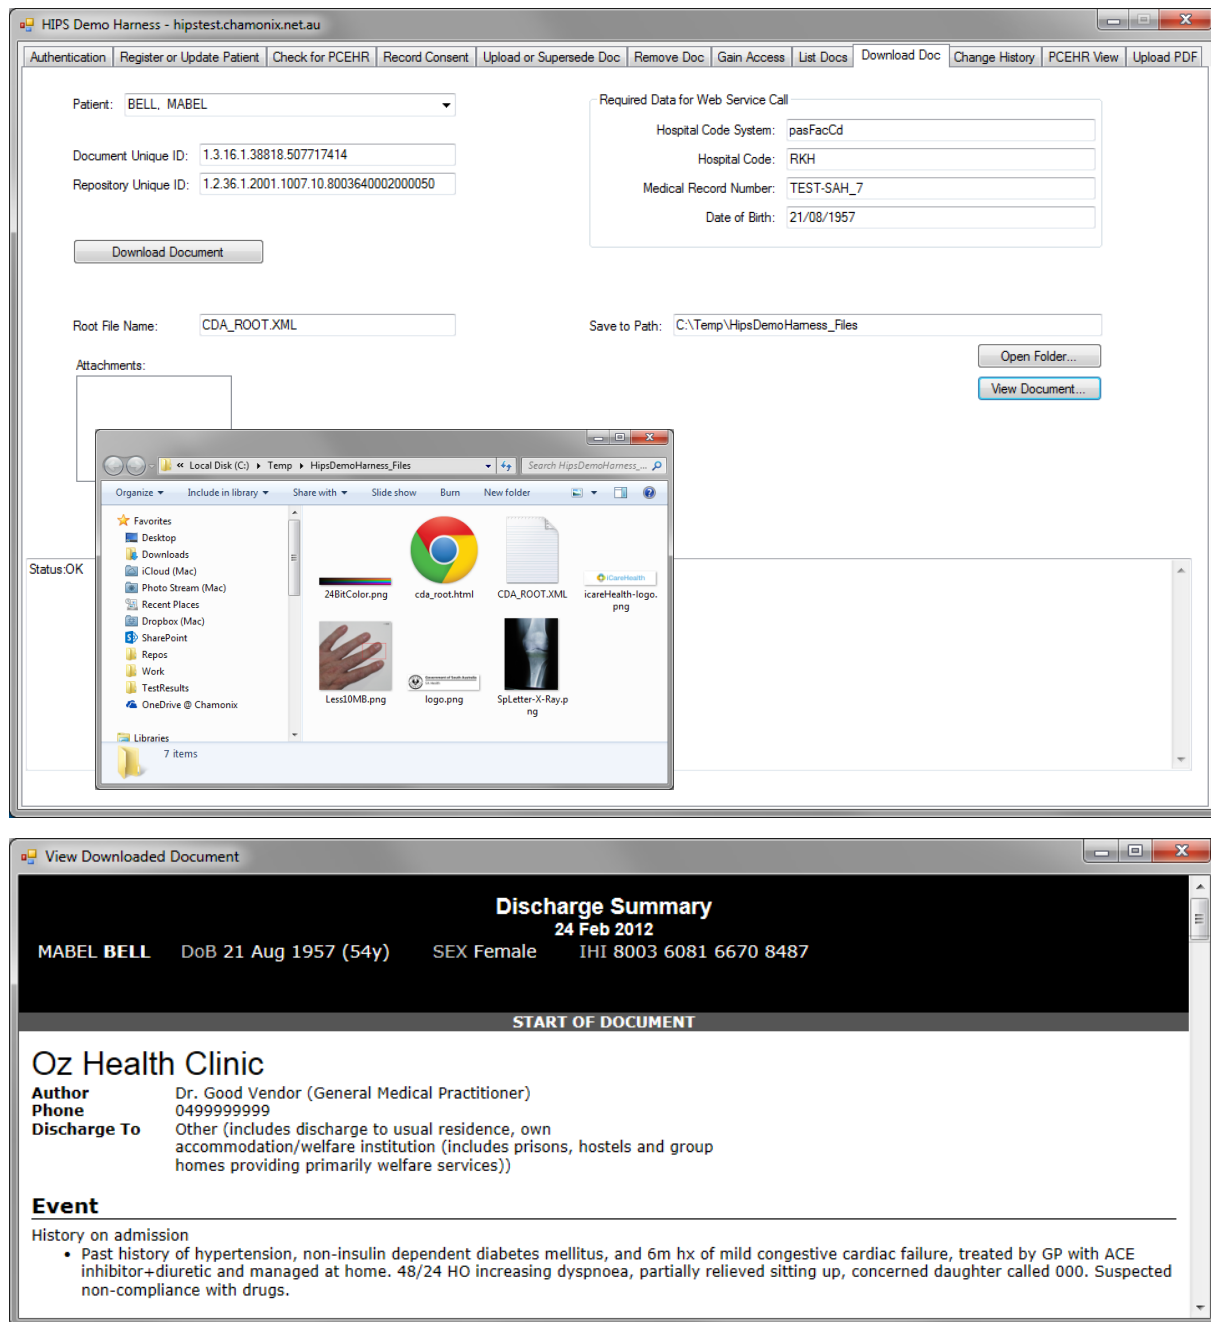 HIPS Demo Harness - hipstest.chamonix.net.au
Authentication Register or Update Patient Check for PCEHR Record Consent Upload or Supersede Doc Remove Doc Gain Access List Docs Download Doc Change History PCEHR View Upload PDF
Patient: BELL, MABEL
Document Unique ID: 1.3.16.1.38818.507717414
Repository Unique ID: 1.2.36.1.2001.1007.10.8003640002000050
Download Document
Required Data for Web Service Call
Hospital Code System: pasFacCd
Hospital Code: RKH
Medical Record Number: TEST-SAH_7
Date of Birth: 21/08/1957
Root File Name: CDA_ROOT.XML
Save to Path: C:\Temp\HipsDemoHarness_Files
Open Folder...
View Document...
Attachments:
« Local Disk (C:) Temp HipsDemoHarness_Files
Search HipsDemoHarness_...
Organize Include in library Share with Slide show Burn New folder
Favorites
Desktop
Downloads
iCloud (Mac)
Photo Stream (Mac)
Recent Places
Dropbox (Mac)
SharePoint
Repos
Work
TestResults
OneDrive @ Chamonix
Libraries
iCareHealth
24BitColor.png
cda_root.html
CDA_ROOT.XML
icareHealth-logo.
png
Government of South Australia
Less10MB.png
logo.png
SpLetter-X-Ray.p
ng
7 items
Status:OK
View Downloaded Document
Discharge Summary
24 Feb 2012
MABEL BELL DoB 21 Aug 1957 (54y) SEX Female IHI 8003 6081 6670 8487
START OF DOCUMENT
Oz Health Clinic
Author Dr. Good Vendor (General Medical Practitioner)
Phone 0499999999
Discharge To Other (includes discharge to usual residence, own
accommodation/welfare institution (includes prisons, hostels and group
homes providing primarily welfare services))
Event
History on admission
• Past history of hypertension, non-insulin dependent diabetes mellitus, and 6m hx of mild congestive cardiac failure, treated by GP with ACE
inhibitor+diuretic and managed at home. 48/24 HO increasing dyspnoea, partially relieved sitting up, concerned daughter called 000. Suspected
non-compliance with drugs.